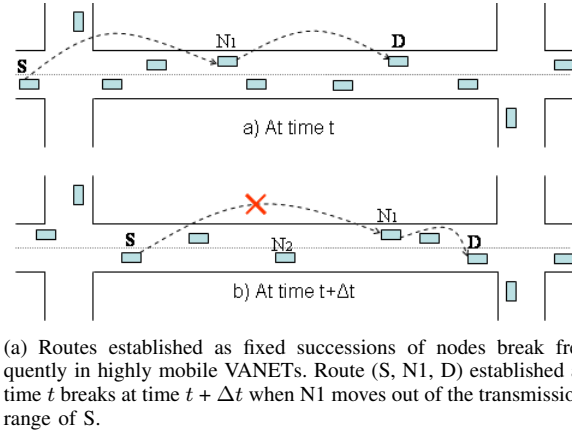 N1
D
S
a) At time t
N1
S
D
N2
b) At time t+Δt
(a) Routes established as fixed successions of nodes break fre
quently in highly mobile VANETs. Route (S, N1, D) established a
time t breaks at time t + Δt when N1 moves out of the transmissio
range of S.